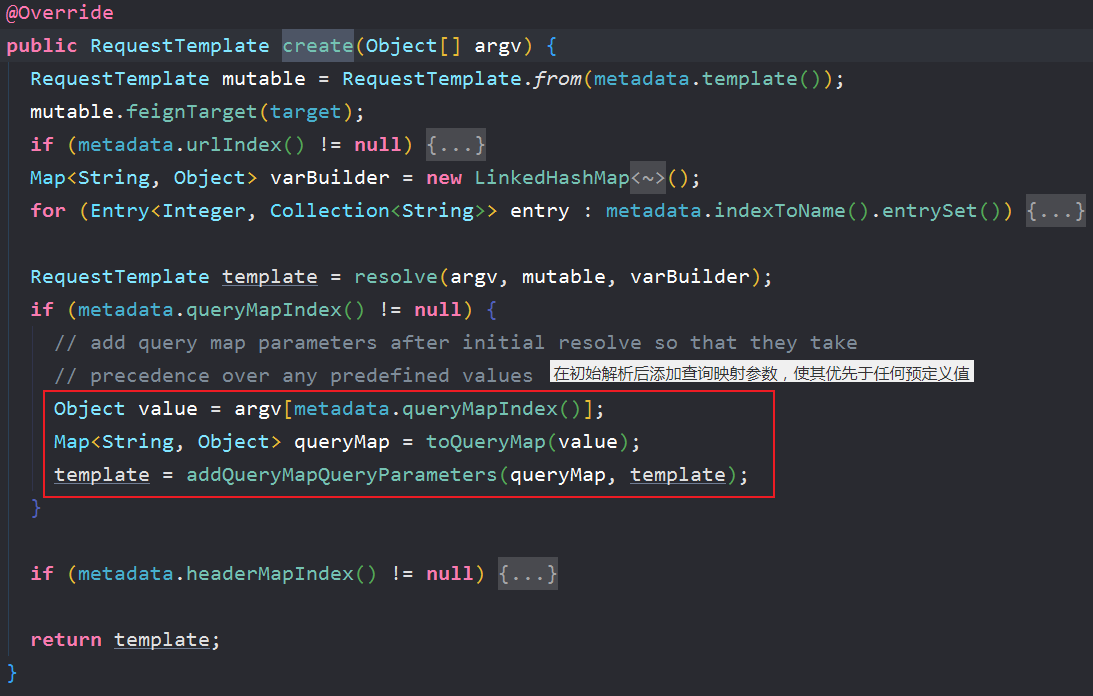 @Override
public RequestTemplate create(Object[] argv) {
RequestTemplate mutable = RequestTemplate.from(metadata.template());
mutable.feignTarget(target);
if (metadata.urlIndex() != null) {...}
Map<String, Object> varBuilder = new LinkedHashMap<~>();
for (Entry<Integer, Collection<String>> entry : metadata.indexToName().entrySet()) {...}
RequestTemplate template = resolve(argv, mutable, varBuilder);
if (metadata.queryMapIndex() != null) {
// add query map parameters after initial resolve so that they take
// precedence over any predefined values 在初始解析后添加查询映射参数，使其优先于任何预定义值
Object value = argv[metadata.queryMapIndex()];
Map<String, Object> queryMap = toQueryMap(value);
template = addQueryMapQueryParameters(queryMap, template);
}
if (metadata.headerMapIndex() != null) {...}
return template;
}